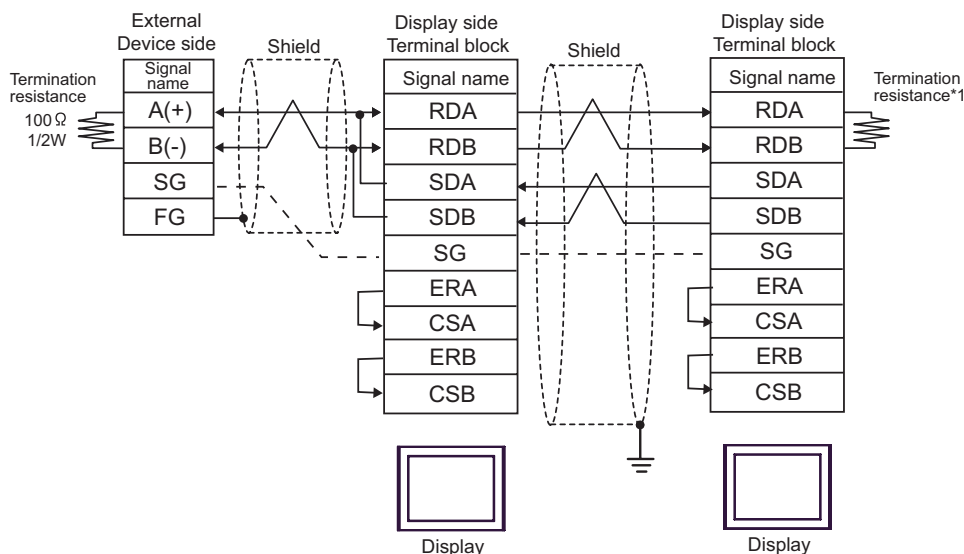 External
Device side
Shield
Display side
Terminal block
Shield
Display side
Terminal block
Termination
resistance
100Ω
1/2W
Signal
name
A(+)
B(-)
SG
FG
Signal name
RDA
RDB
SDA
SDB
SG
ERA
CSA
ERB
CSB
Signal name
RDA
RDB
SDA
SDB
SG
ERA
CSA
ERB
CSB
Termination
resistance*1
Display
Display